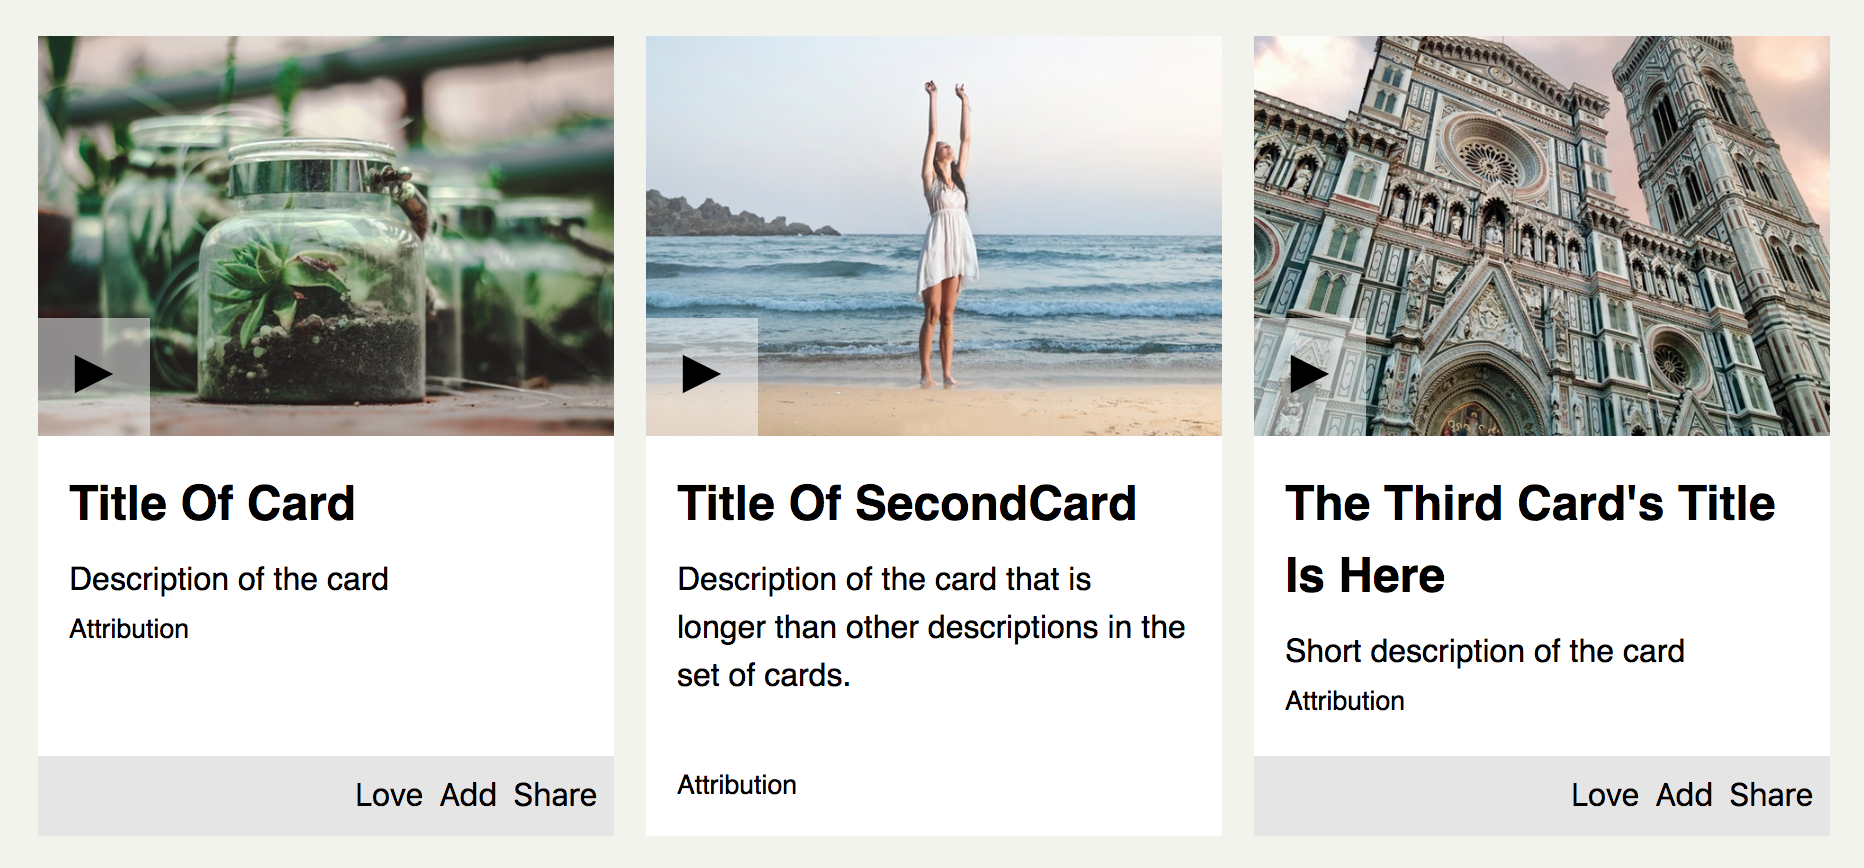 Title Of Card
Description of the card
Attribution
Love Add Share
Title Of SecondCard
Description of the card that is
longer than other descriptions in the
set of cards.
Attribution
The Third Card's Title
Is Here
Short description of the card
Attribution
Love Add Share